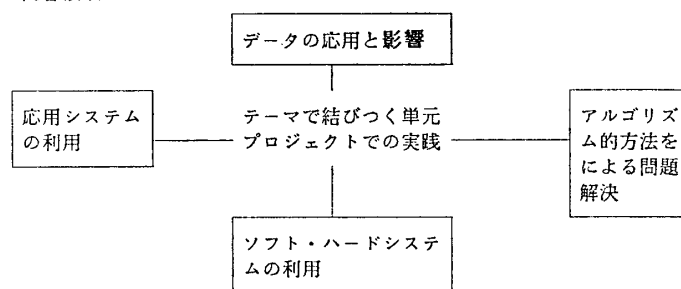 データの応用と影響
応用システム
の利用
テーマで結びつく単元
プロジェクトでの実践
アルゴリズ
ム的方法を
による問題
解決
ソフト・ハードシステ
ムの利用